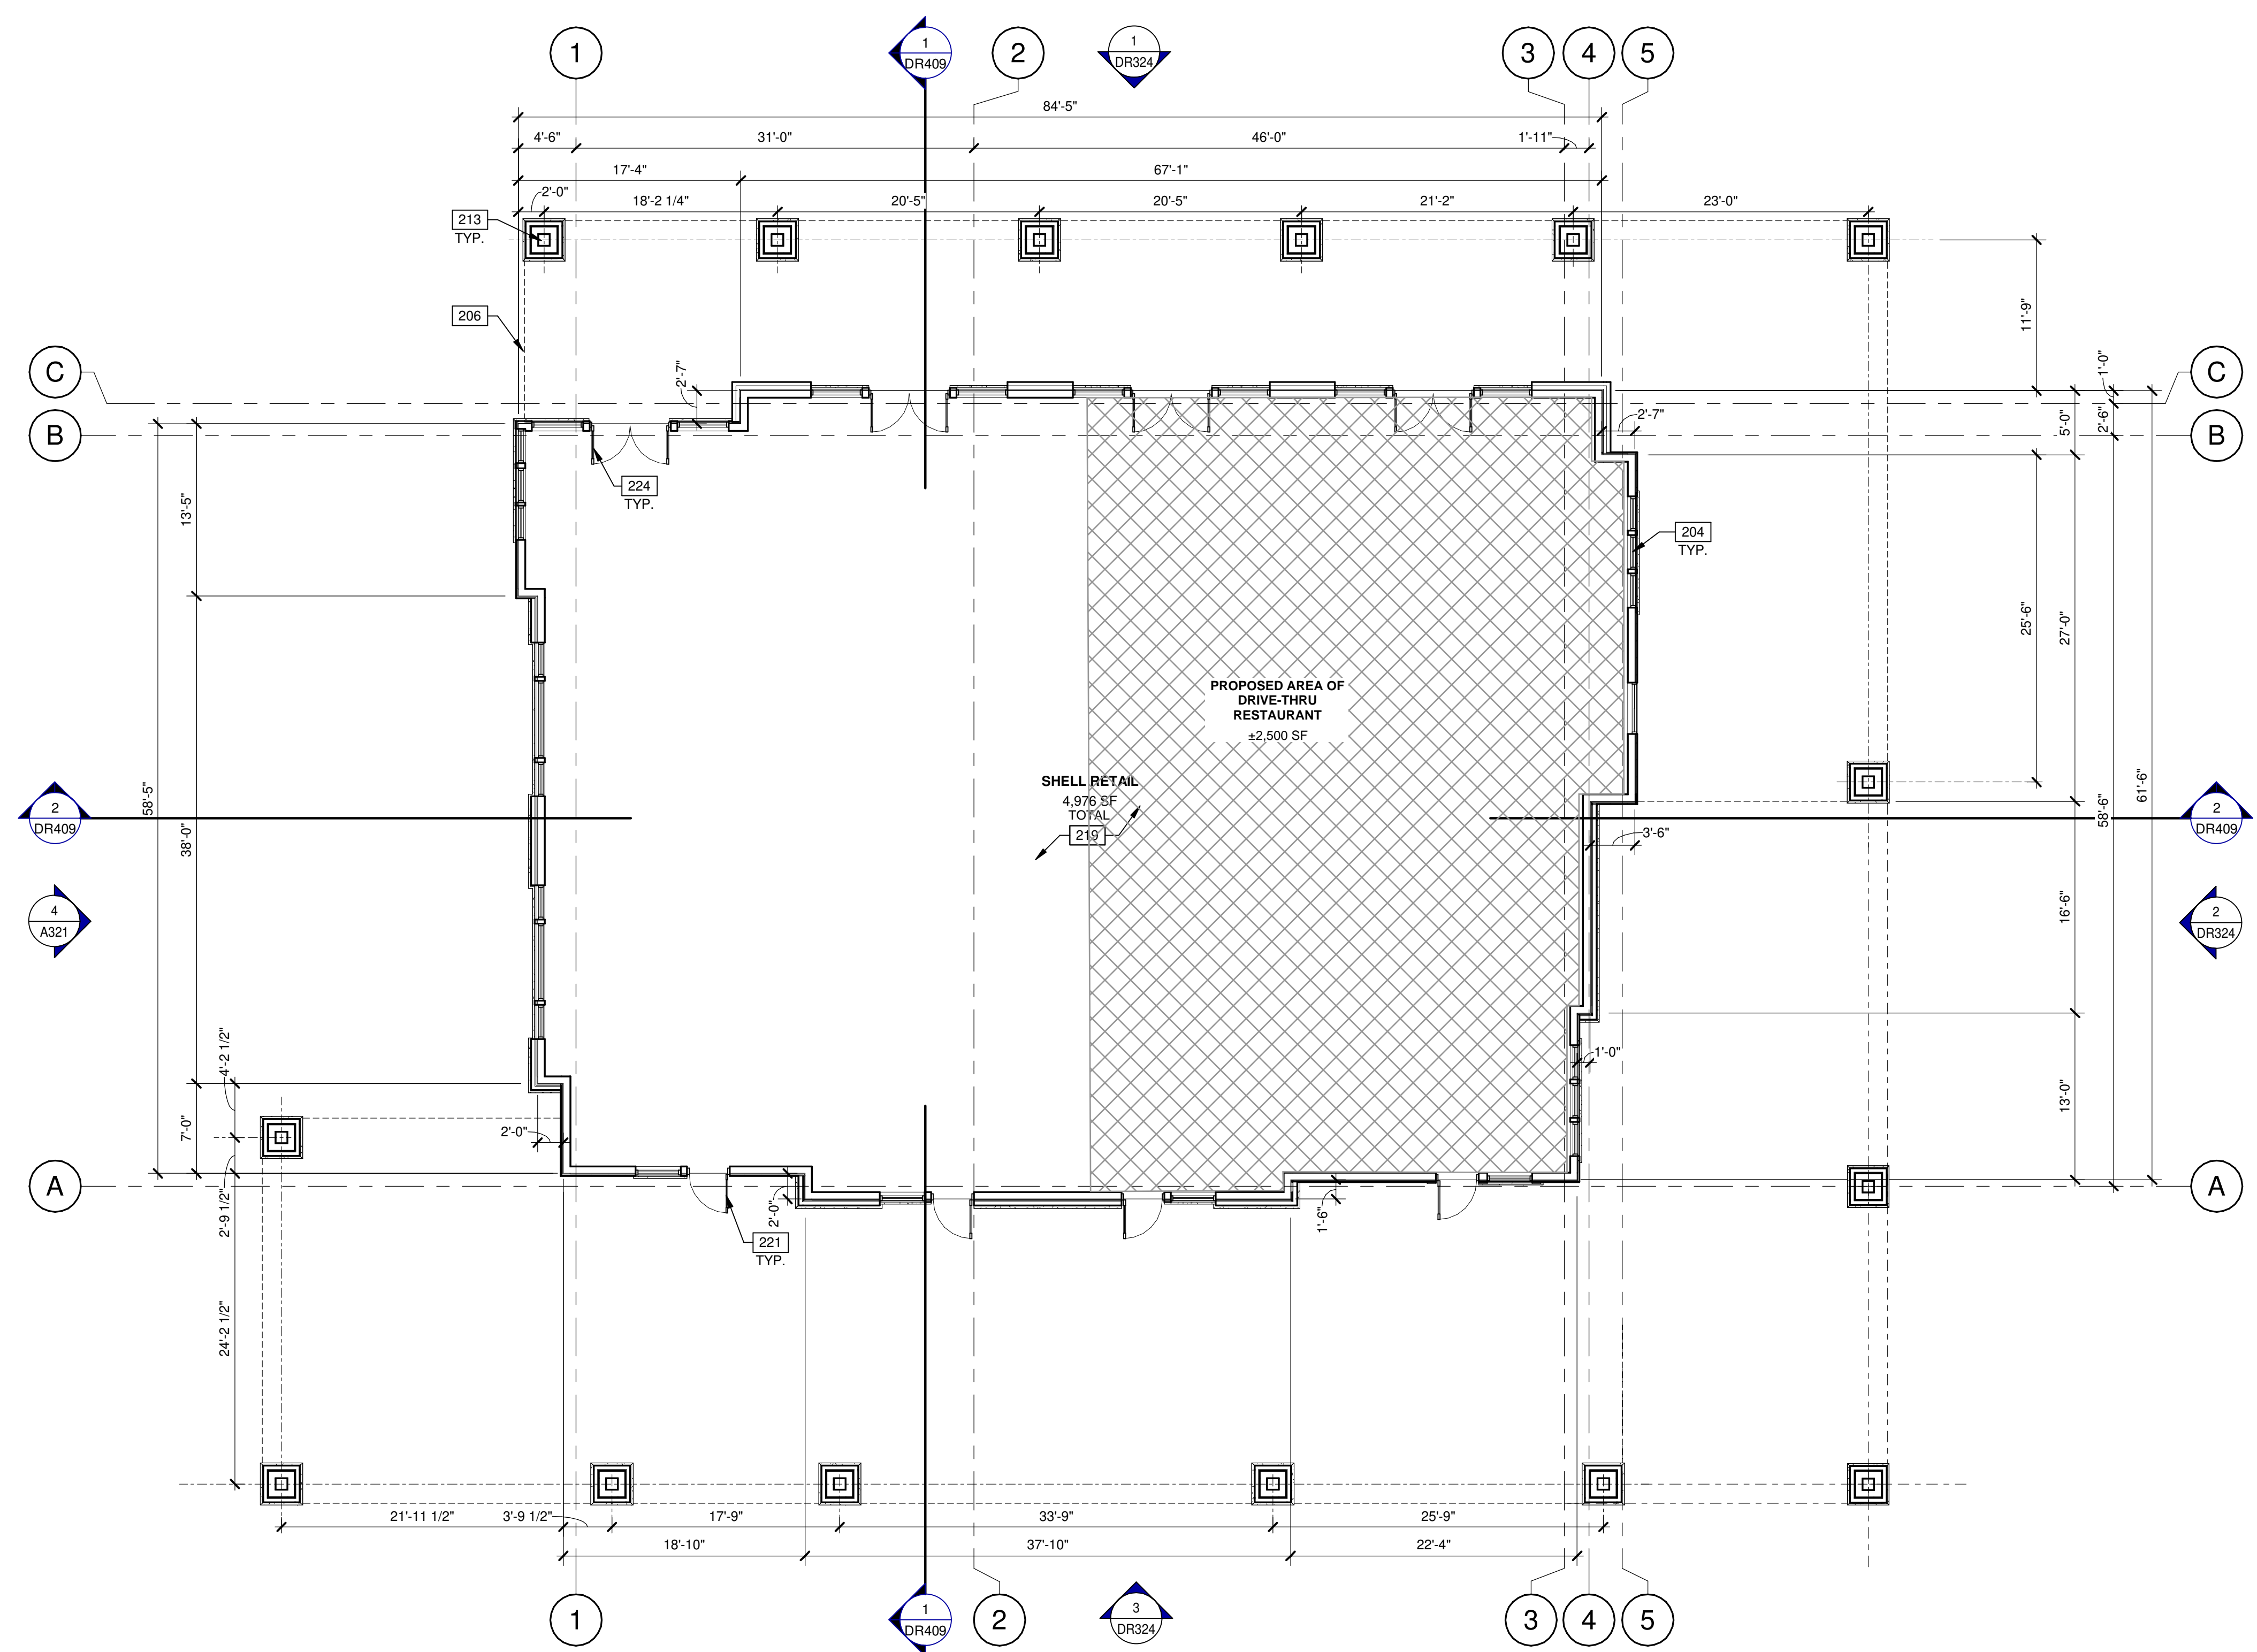 1
1
DR409
2
1
DR324
3
4
5
84'-5"
4'-6"
31'-0"
46'-0"
1'-11"
17'-4"
67'-1"
2'-0"
18'-2 1/4"
20'-5"
20'-5"
21'-2"
23'-0"
213
TYP.
206
11'-9"
C
2'-7"
1'-0"
C
B
2'-7"
5'-0"
2'-6"
B
224
TYP.
13'-5"
204
TYP.
25'-6"
27'-0"
PROPOSED AREA OF
DRIVE-THRU
RESTAURANT
±2,500 SF
SHELL RETAIL
4,976 SF
TOTAL
219
58'-5"
38'-0"
61'-6"
58'-6"
2
DR409
2
DR409
3'-6"
4
A321
16'-6"
2
DR324
4'-2 1/2"
1'-0"
7'-0"
2'-0"
13'-0"
A
A
2'-9 1/2"
2'-0"
1'-6"
221
TYP.
24'-2 1/2"
21'-11 1/2"
3'-9 1/2"
17'-9"
33'-9"
25'-9"
18'-10"
37'-10"
22'-4"
1
1
DR409
2
3
DR324
3
4
5